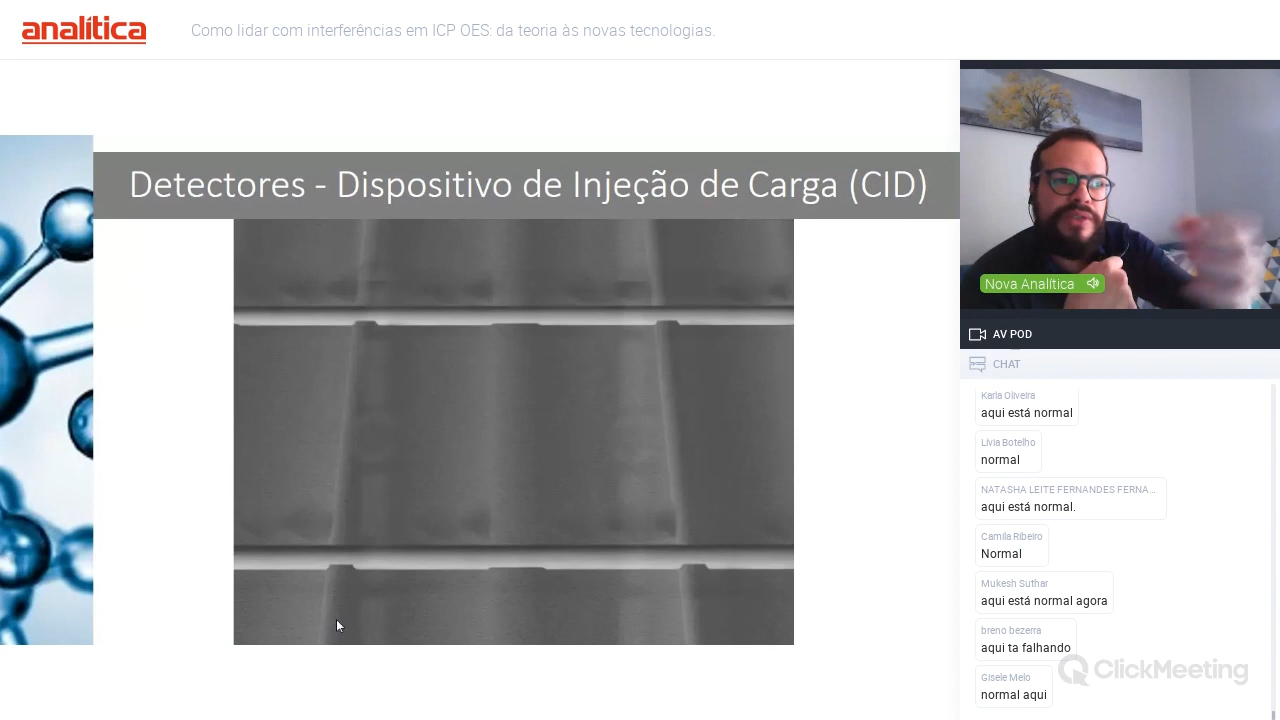 analítica
Como lidar com interferências em ICP OES: da teoria às novas tecnologias.
Detectores - Dispositivo de Injeção de Carga (CID)
Nova Analítica
AV POD
CHAT
Karla Oliveira
aqui está normal
Lívia Botelho
normal
NATASHA LEITE FERNANDES FERNA...
aqui está normal.
Camila Ribeiro
Normal
Mukesh Suthar
aqui está normal agora
breno bezerra
aqui ta falhando
Gisele Melo
normal aqui
ClickMeeting